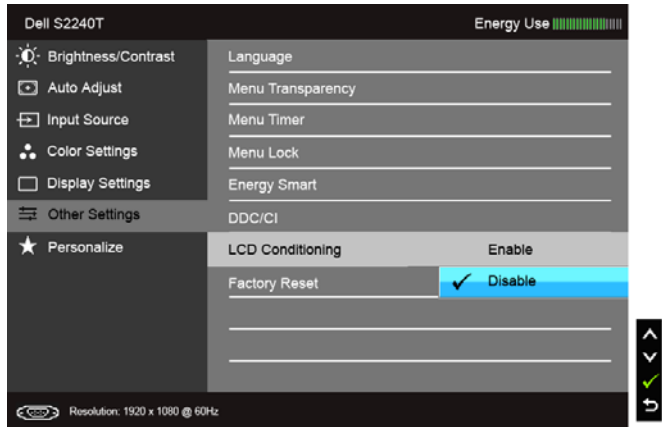 Dell S2240T
Energy Use
Brightness/Contrast
Auto Adjust
Input Source
Color Settings
Display Settings
Other Settings
Personalize
Language
Menu Transparency
Menu Timer
Menu Lock
Energy Smart
DDC/CI
LCD Conditioning
Enable
Factory Reset
Disable
Resolution: 1920 x 1080 @ 60Hz